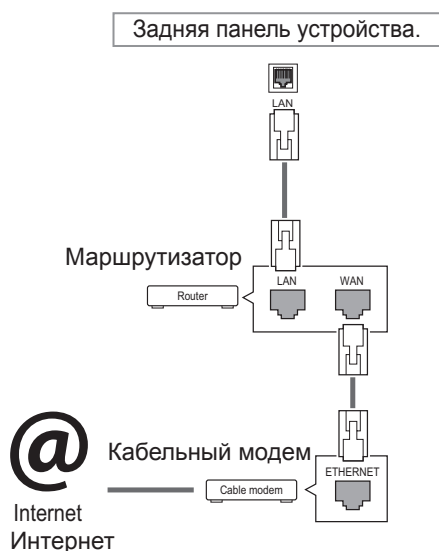 Задняя панель устройства.
LAN
Маршрутизатор
LAN WAN
Router
Кабельный модем
ETHERNET
Cable modem
@
Internet
Интернет